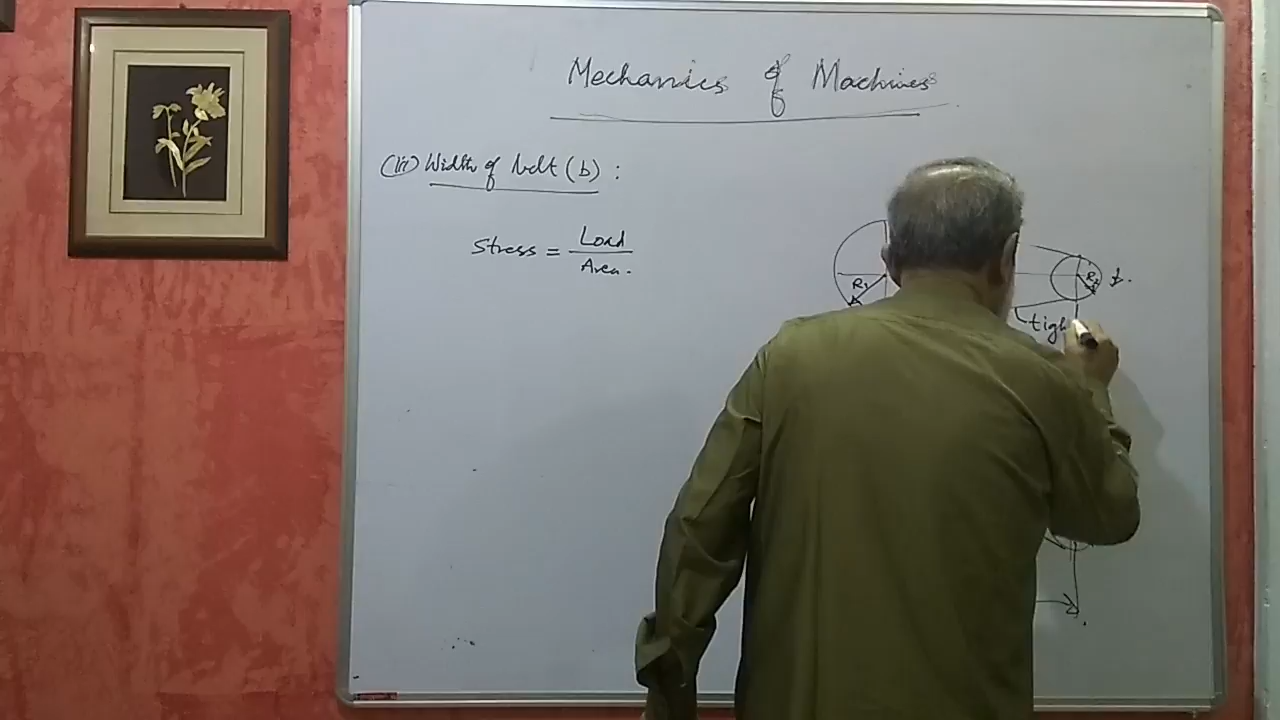 Mechanics of Machines
(iii) Width of belt (b) :
Stress = Load
Area.
R1
R2
tigh